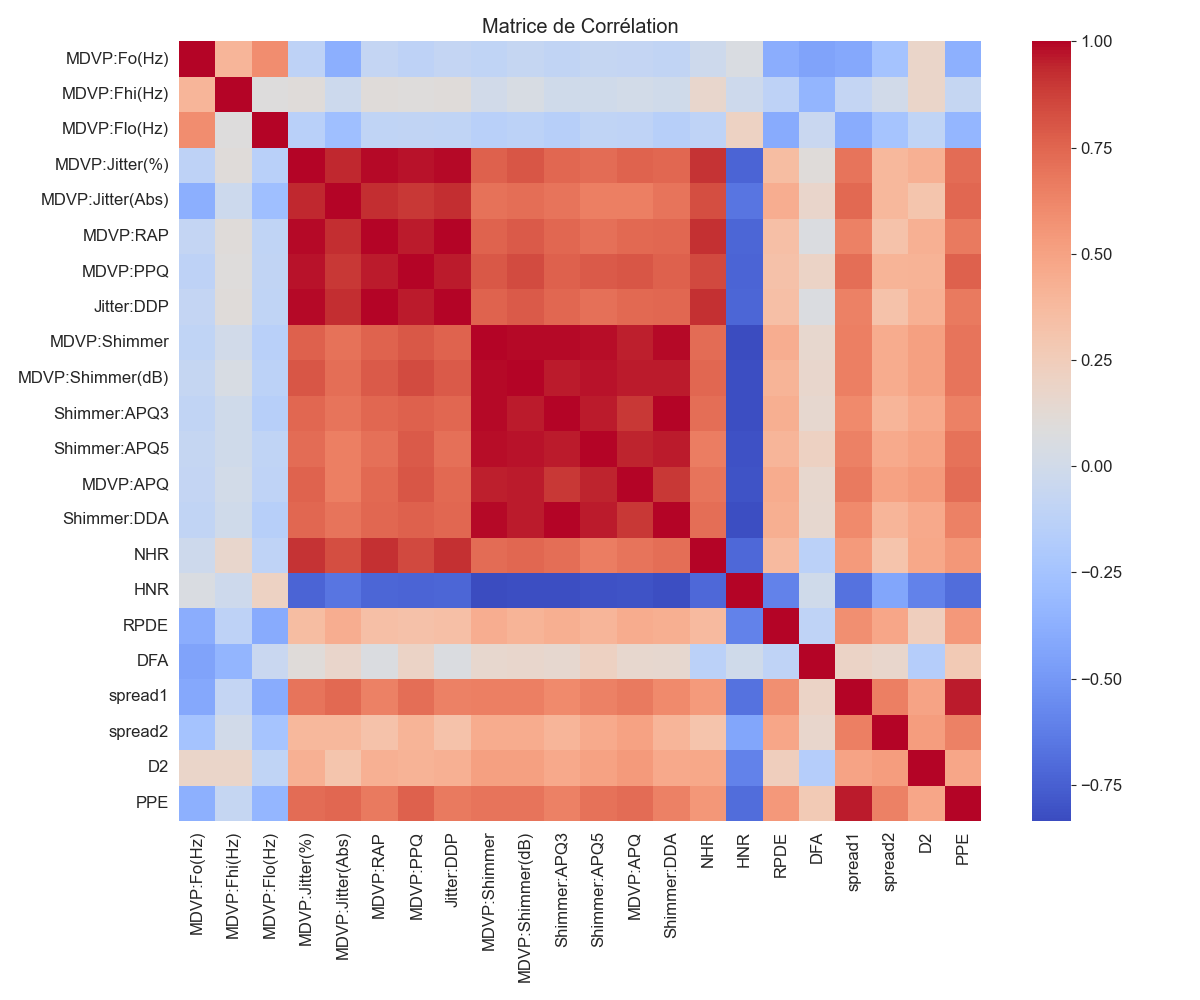 Matrice de Corrélation
MDVP:Fo(Hz)
MDVP:Fhi(Hz)
MDVP:Flo(Hz)
MDVP:Jitter(%)
MDVP:Jitter(Abs)
MDVP:RAP
MDVP:PPQ
Jitter:DDP
MDVP:Shimmer
MDVP:Shimmer(dB)
Shimmer:APQ3
Shimmer:APQ5
MDVP:APQ
Shimmer:DDA
NHR
HNR
RPDE
DFA
spread1
spread2
D2
PPE
MDVP:Fo(Hz)
MDVP:Fhi(Hz)
MDVP:Flo(Hz)
MDVP:Jitter(%)
MDVP:Jitter(Abs)
MDVP:RAP
MDVP:PPQ
Jitter:DDP
MDVP:Shimmer
MDVP:Shimmer(dB)
Shimmer:APQ3
Shimmer:APQ5
MDVP:APQ
Shimmer:DDA
NHR
HNR
RPDE
DFA
spread1
spread2
D2
PPE
1.00
0.75
0.50
0.25
0.00
−0.25
−0.50
−0.75